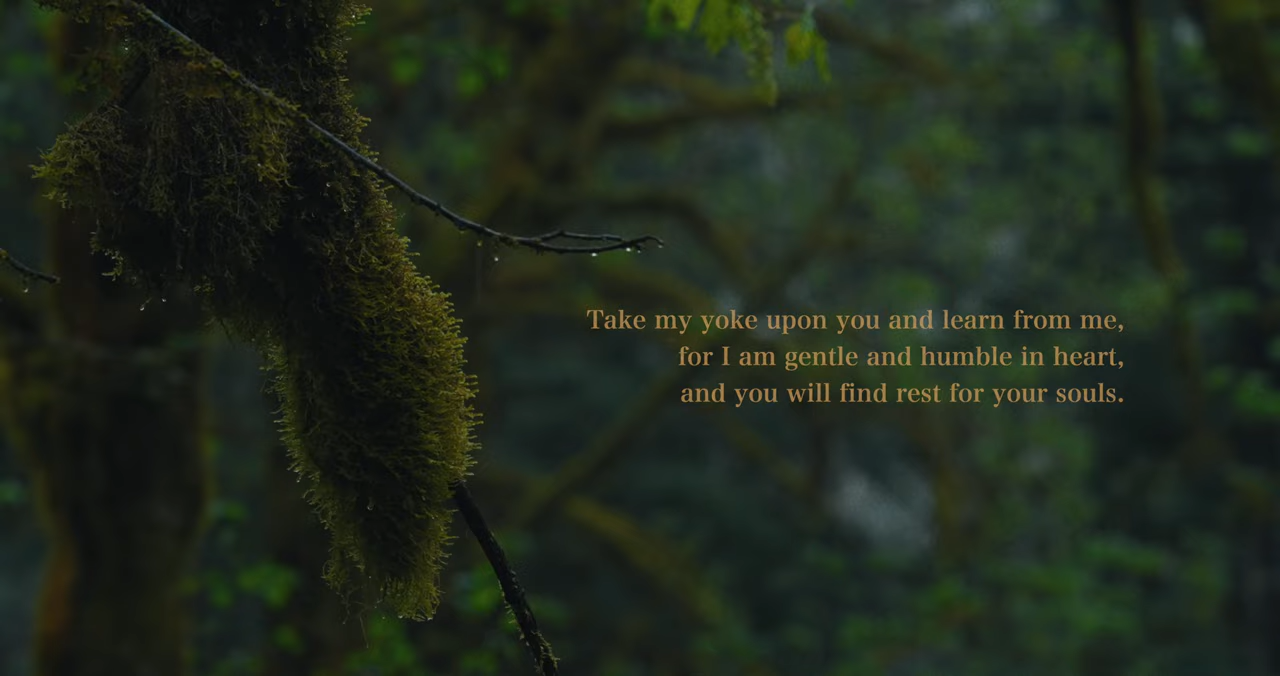 Take my yoke upon you and learn from me,
for I am gentle and humble in heart,
and you will find rest for your souls.